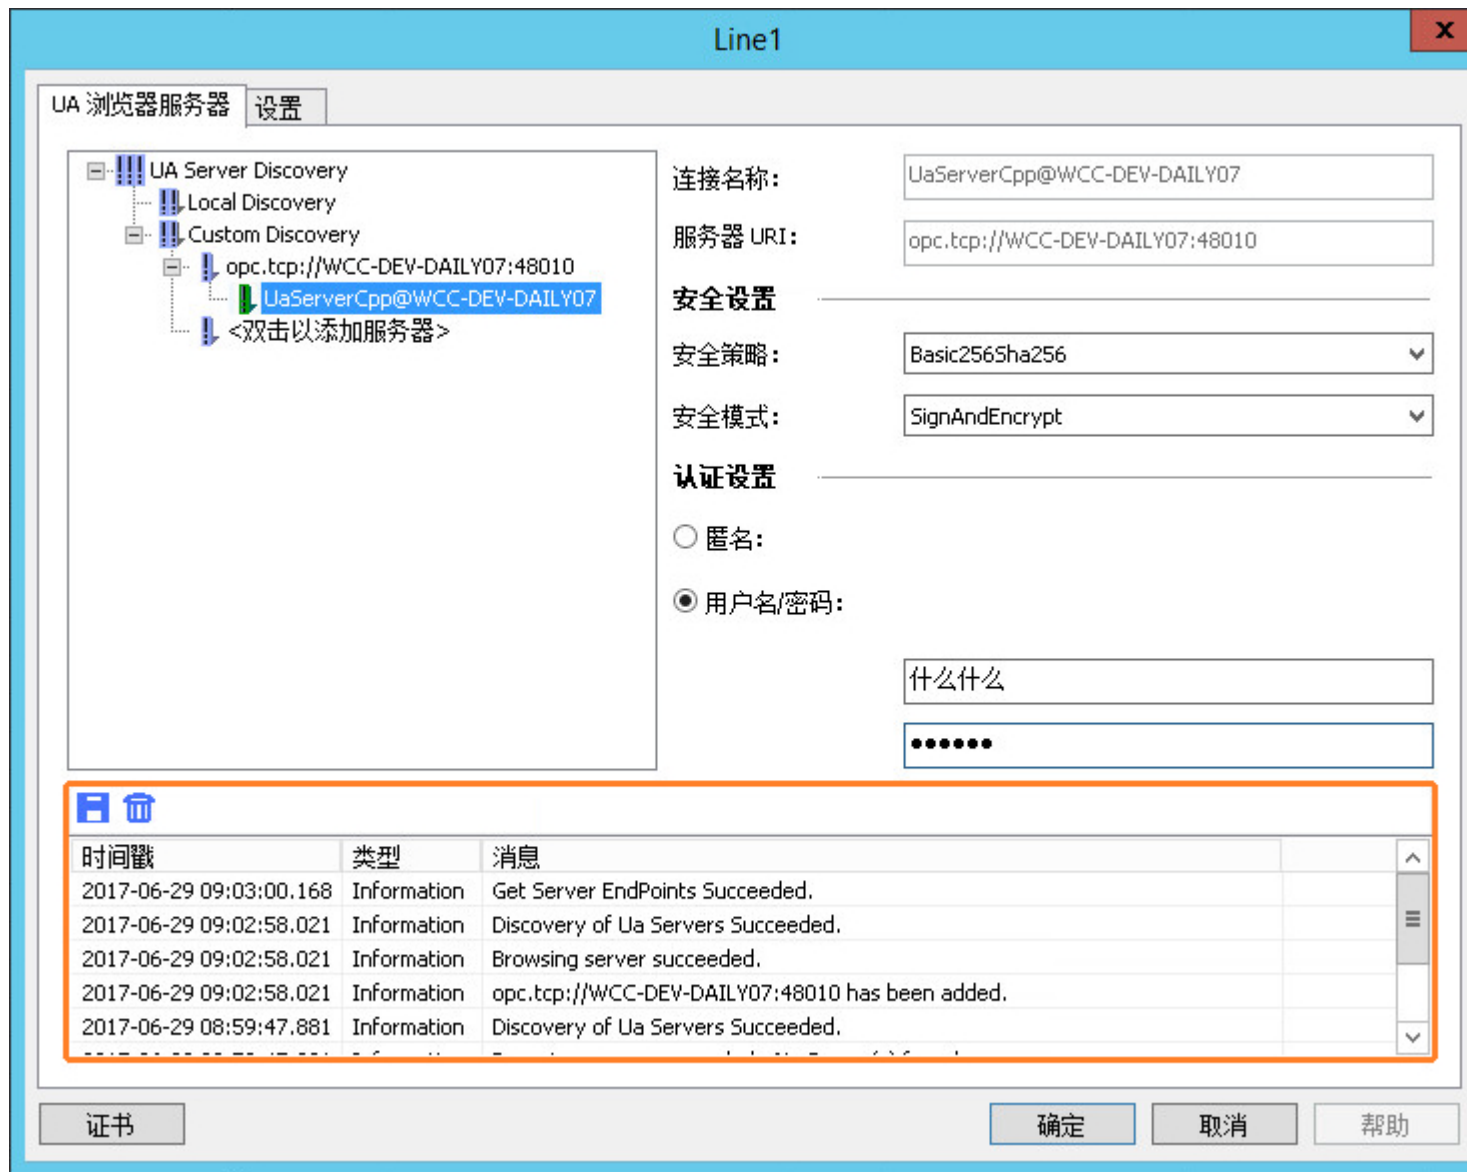 Line1
x
UA 浏览器服务器 设置
UA Server Discovery
Local Discovery
Custom Discovery
opc.tcp://WCC-DEV-DAILY07:48010
UaServerCpp@WCC-DEV-DAILY07
<双击以添加服务器>
连接名称: UaServerCpp@WCC-DEV-DAILY07
服务器 URI: opc.tcp://WCC-DEV-DAILY07:48010
安全设置
安全策略: Basic256Sha256
安全模式: SignAndEncrypt
认证设置
匿名:
用户名/密码:
什么什么
••••••
时间戳 类型 消息
2017-06-29 09:03:00.168 Information Get Server EndPoints Succeeded.
2017-06-29 09:02:58.021 Information Discovery of Ua Servers Succeeded.
2017-06-29 09:02:58.021 Information Browsing server succeeded.
2017-06-29 09:02:58.021 Information opc.tcp://WCC-DEV-DAILY07:48010 has been added.
2017-06-29 08:59:47.881 Information Discovery of Ua Servers Succeeded.
证书 确定 取消 帮助